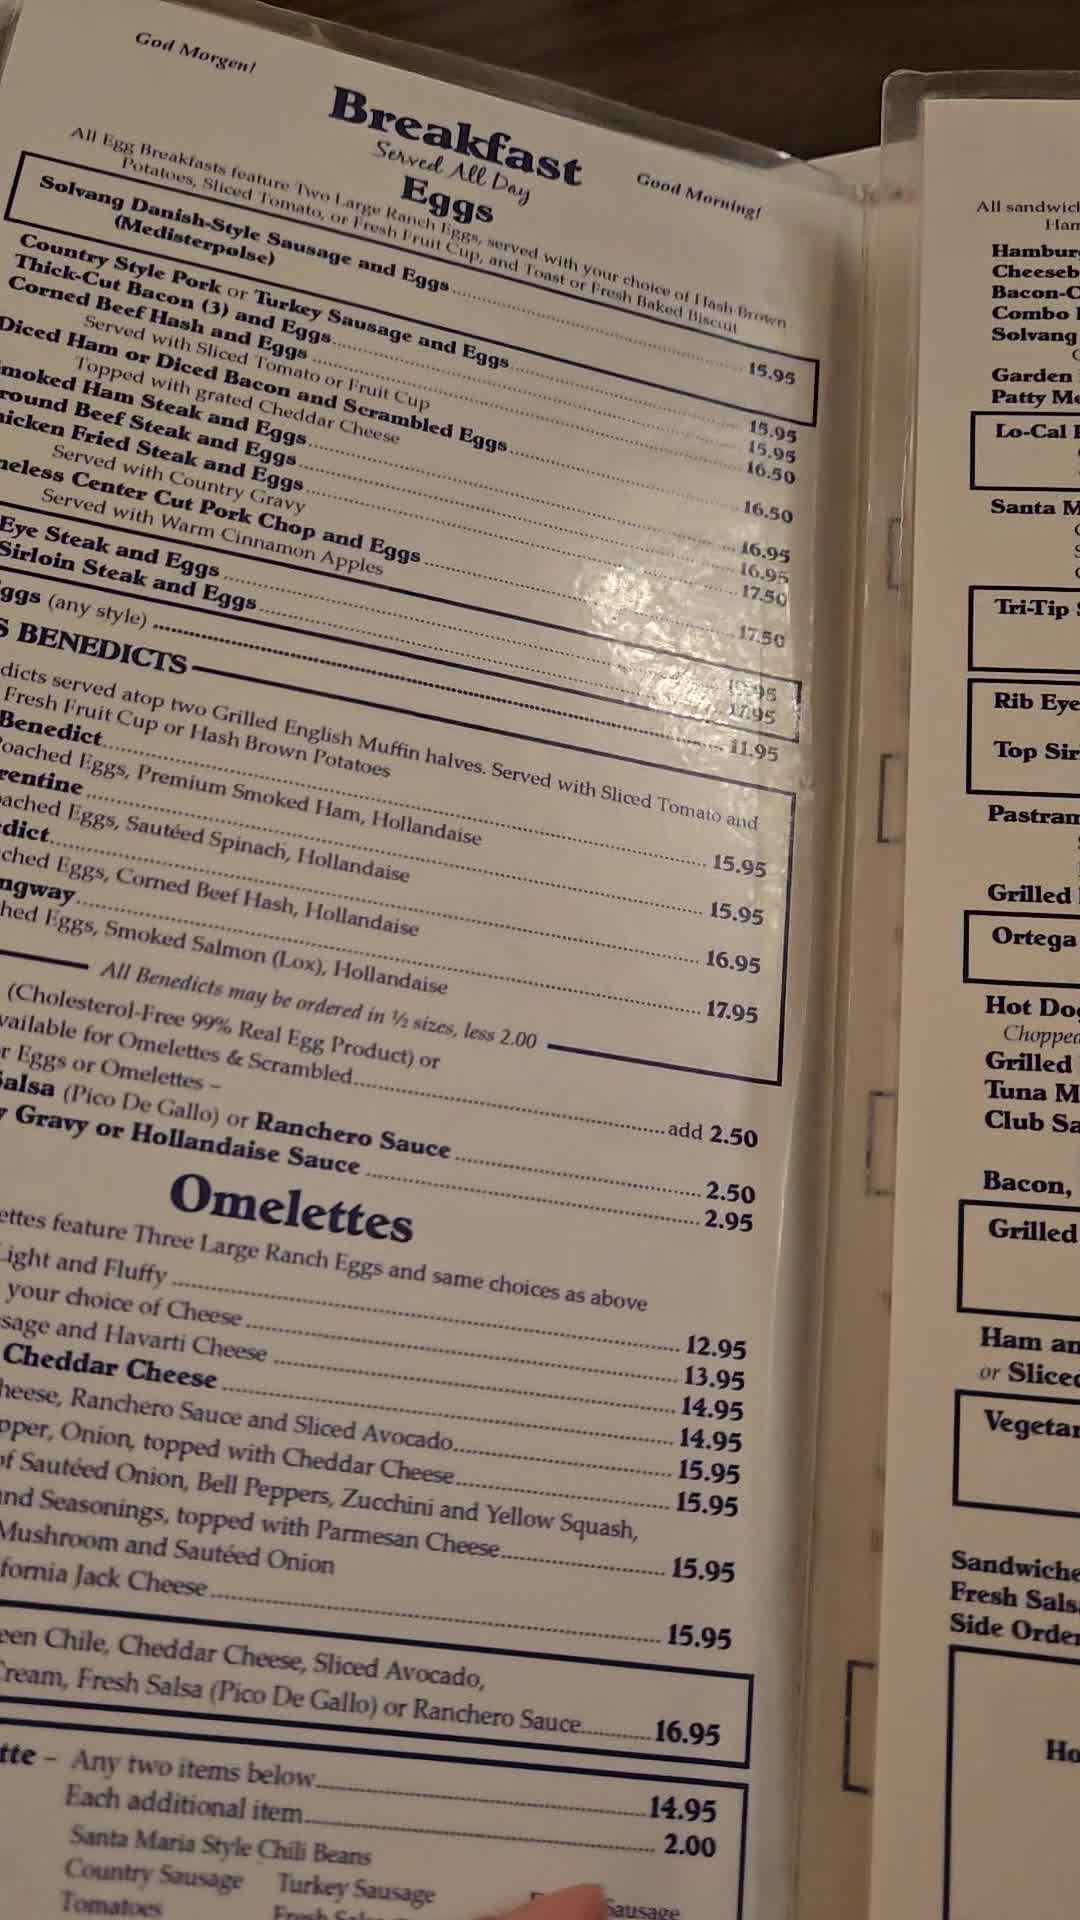 God Morgen!
Breakfast
Served All Day
Good Morning!
Eggs
All Egg Breakfasts feature Two Large Ranch Eggs, served with your choice of Hash Brown
Potatoes, Sliced Tomato, or Fresh Fruit Cup, and Toast or Fresh Baked Biscuit
Solvang Danish-Style Sausage and Eggs 15.95
(Medisterpølse)
Country Style Pork or Turkey Sausage and Eggs 15.95
Thick-Cut Bacon (3) and Eggs 15.95
Corned Beef Hash and Eggs 16.50
Served with Sliced Tomato or Fruit Cup
Diced Ham or Diced Bacon and Scrambled Eggs 16.50
Topped with grated Cheddar Cheese
moked Ham Steak and Eggs 16.95
round Beef Steak and Eggs 16.95
hicken Fried Steak and Eggs 17.50
Served with Country Gravy
neless Center Cut Pork Chop and Eggs 17.50
Served with Warm Cinnamon Apples
Eye Steak and Eggs
Sirloin Steak and Eggs 17.95
ggs (any style) 11.95
S BENEDICTS
dicts served atop two Grilled English Muffin halves. Served with Sliced Tomato and
Fresh Fruit Cup or Hash Brown Potatoes
Benedict 15.95
oached Eggs, Premium Smoked Ham, Hollandaise
rentine 15.95
ached Eggs, Sautéed Spinach, Hollandaise
dict 16.95
ched Eggs, Corned Beef Hash, Hollandaise
ngway 17.95
hed Eggs, Smoked Salmon (Lox), Hollandaise
All Benedicts may be ordered in ½ sizes, less 2.00
(Cholesterol-Free 99% Real Egg Product) or
vailable for Omelettes & Scrambled add 2.50
r Eggs or Omelettes –
Salsa (Pico De Gallo) or Ranchero Sauce 2.50
y Gravy or Hollandaise Sauce 2.95
Omelettes
ettes feature Three Large Ranch Eggs and same choices as above
Light and Fluffy 12.95
your choice of Cheese 13.95
sage and Havarti Cheese 14.95
Cheddar Cheese 14.95
heese, Ranchero Sauce and Sliced Avocado 15.95
pper, Onion, topped with Cheddar Cheese 15.95
of Sautéed Onion, Bell Peppers, Zucchini and Yellow Squash,
nd Seasonings, topped with Parmesan Cheese 15.95
Mushroom and Sautéed Onion
ifornia Jack Cheese 15.95
een Chile, Cheddar Cheese, Sliced Avocado,
Cream, Fresh Salsa (Pico De Gallo) or Ranchero Sauce 16.95
tte – Any two items below 14.95
Each additional item 2.00
Santa Maria Style Chili Beans
Country Sausage Turkey Sausage Sausage
Tomatoes Fresh Sals
All sandwich
Ham
Hamburg
Cheeseb
Bacon-C
Combo
Solvang
Garden
Patty Me
Lo-Cal
Santa M
Tri-Tip
Rib Eye
Top Sir
Pastram
Grilled
Ortega
Hot Dog
Chopped
Grilled
Tuna M
Club Sa
Bacon,
Grilled
Ham an
or Sliced
Vegetar
Sandwiche
Fresh Salsa
Side Order
Ho